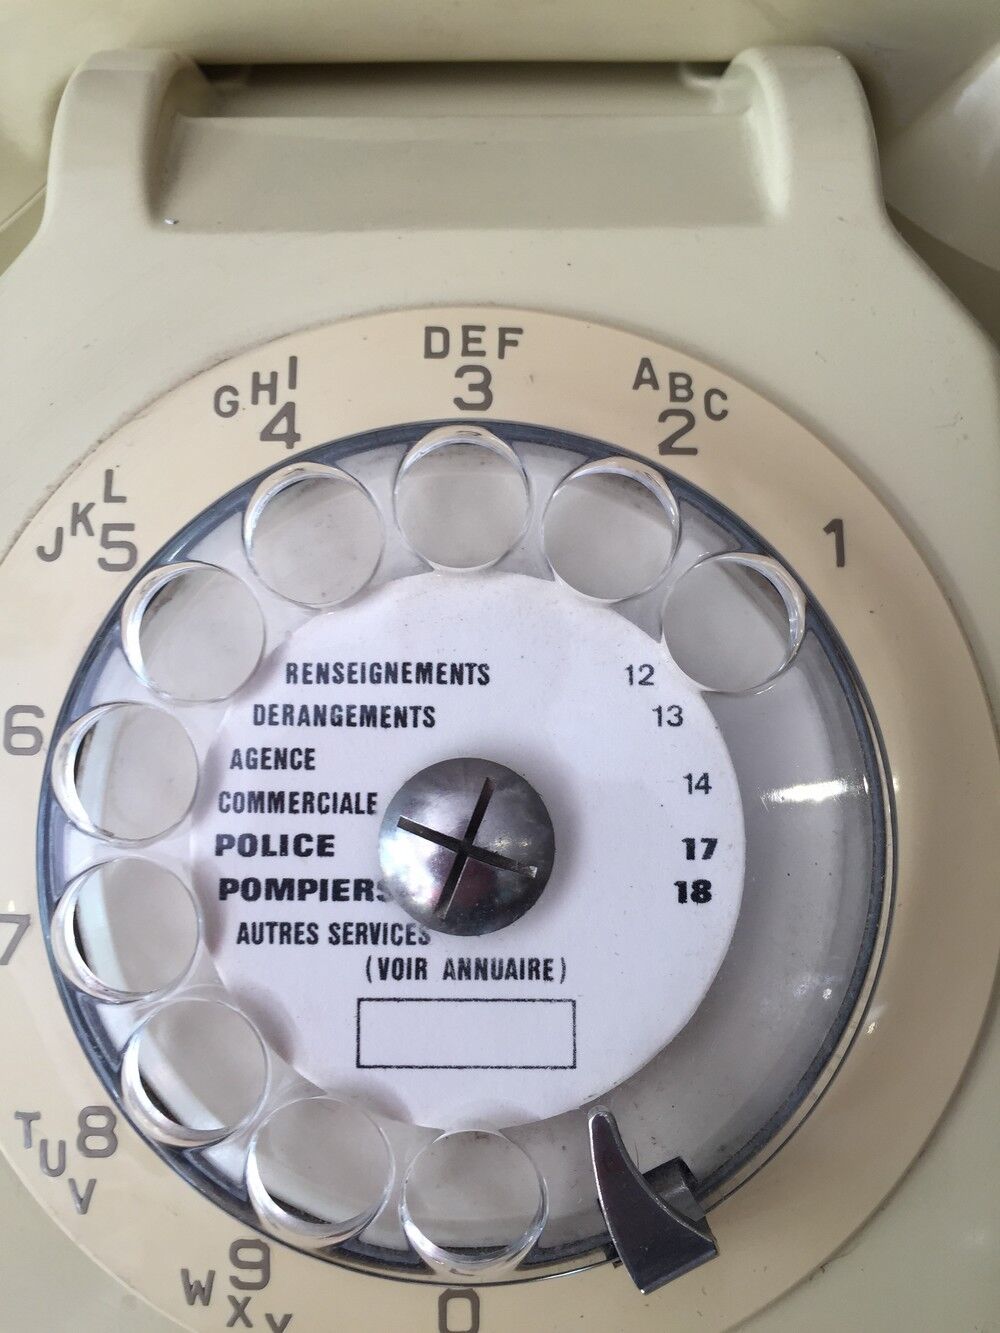 DEF
3
ABC
2
1
GHI
4
JKL
5
6
7
TUV
8
WXY
9
0
RENSEIGNEMENTS 12
DERANGEMENTS 13
AGENCE
COMMERCIALE 14
POLICE 17
POMPIERS 18
AUTRES SERVICES
(VOIR ANNUAIRE)